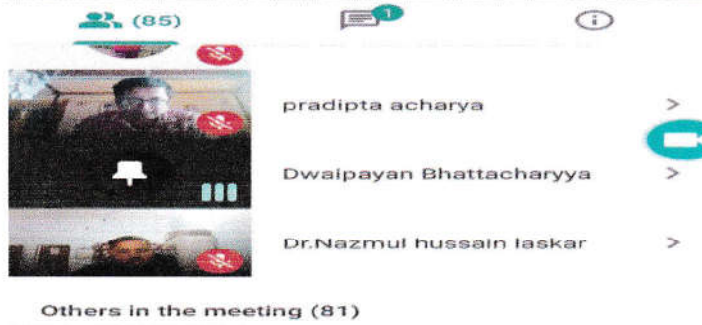 (85)
1
pradipta acharya
Dwaipayan Bhattacharyya
Dr.Nazmul hussain laskar
Others in the meeting (81)